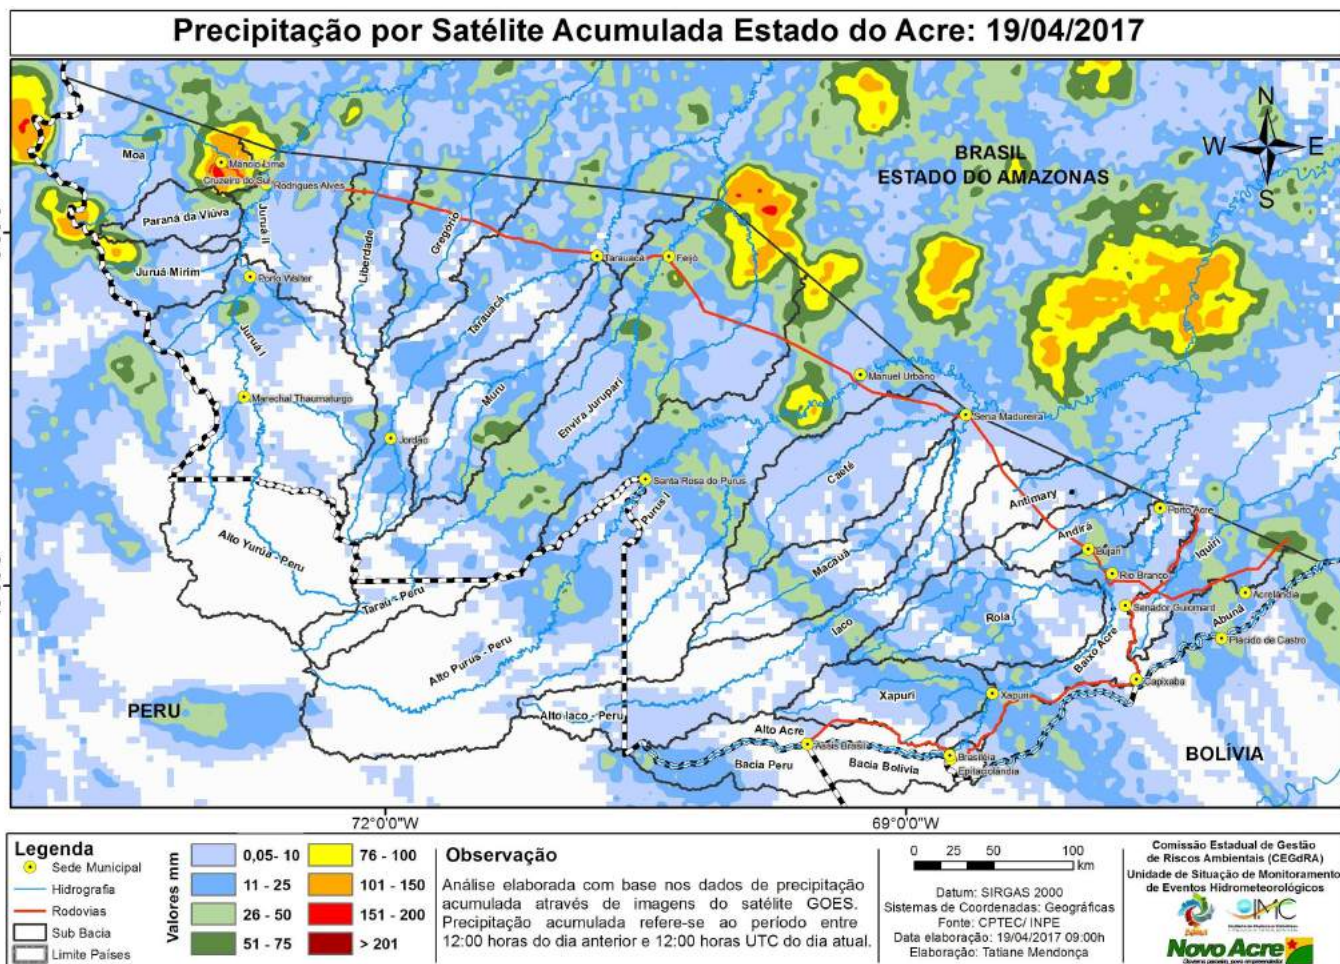 Precipitação por Satélite Acumulada Estado do Acre: 19/04/2017
N
W
E
S
BRASIL
ESTADO DO AMAZONAS
Moa
Mâncio Lima
Cruzeiro do Sul
Rodrigues Alves
Paraná da Viúva
Juruá II
Liberdade
Gregório
Juruá Mirim
Porto Walter
Tarauacá
Feijó
Tarauacá
Juruá I
Muru
Envira Jurupari
Manuel Urbano
Marechal Thaumaturgo
Jordão
Sena Madureira
Santa Rosa do Purus
Purus I
Caeté
Antimary
Porto Acre
Andirá
Bujari
Iquiri
Alto Yurúa - Peru
Macauã
Rio Branco
Tarau - Peru
Acrelândia
Senador Guiomard
Iaco
Rola
Abunã
Plácido de Castro
Alto Purus - Peru
Baixo Acre
Capixaba
PERU
Xapuri
Xapuri
Alto Iaco - Peru
Alto Acre
Assis Brasil
BOLÍVIA
Bacia Peru
Bacia Bolívia
Brasiléia
Epitaciolândia
72°0'0"W
69°0'0"W
Legenda
Sede Municipal
Hidrografia
Rodovias
Sub Bacia
Limite Países
Valores mm
0,05- 10
11 - 25
26 - 50
51 - 75
76 - 100
101 - 150
151 - 200
> 201
Observação
Análise elaborada com base nos dados de precipitação
acumulada através de imagens do satélite GOES.
Precipitação acumulada refere-se ao período entre
12:00 horas do dia anterior e 12:00 horas UTC do dia atual.
0 25 50 100
km
Datum: SIRGAS 2000
Sistemas de Coordenadas: Geográficas
Fonte: CPTEC/ INPE
Data elaboração: 19/04/2017 09:00h
Elaboração: Tatiane Mendonça
Comissão Estadual de Gestão
de Riscos Ambientais (CEGdRA)
Unidade de Situação de Monitoramento
de Eventos Hidrometeorológicos
IMC
Novo Acre